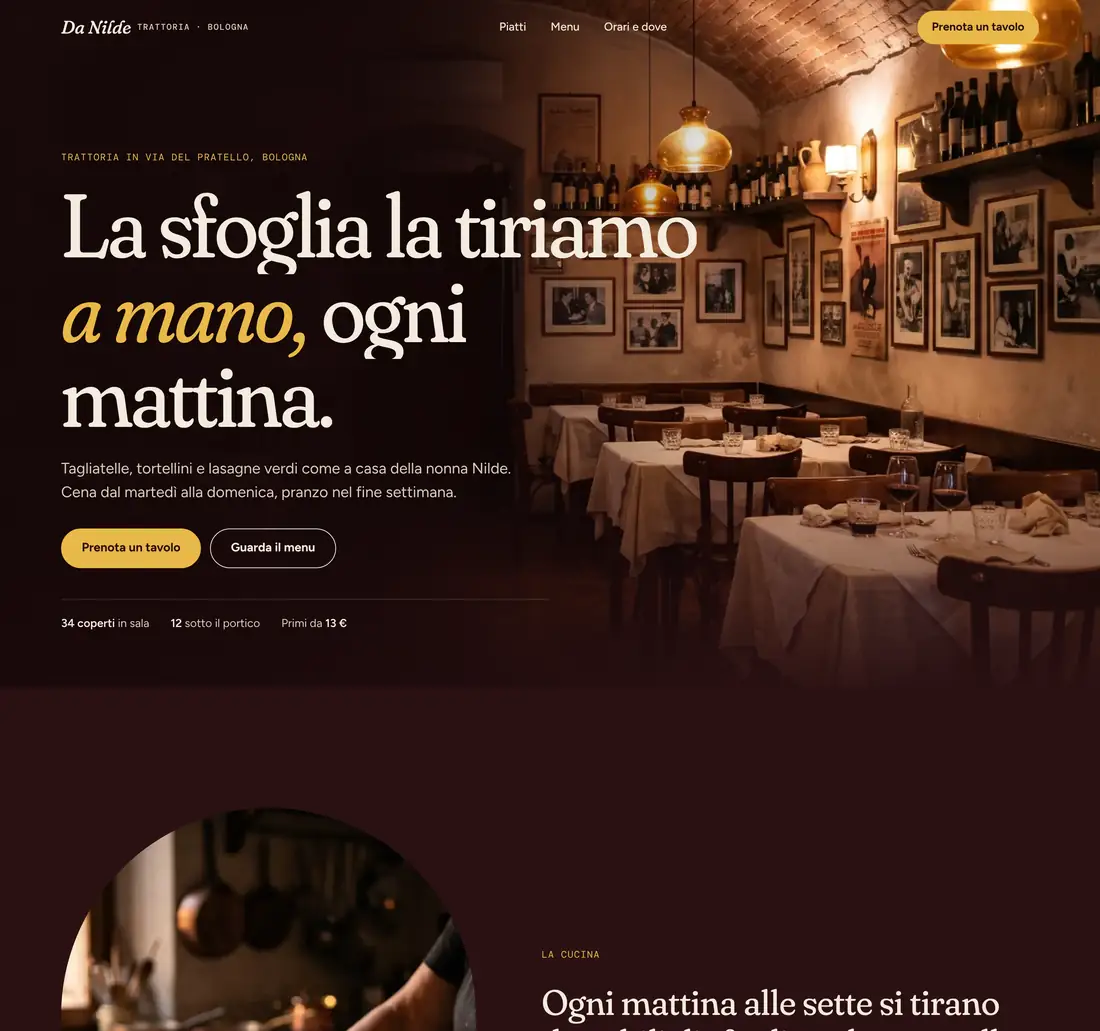 Da Nilde TRATTORIA · BOLOGNA
Piatti Menu Orari e dove
Prenota un tavolo
TRATTORIA IN VIA DEL PRATELLO, BOLOGNA
La sfoglia la tiriamo
a mano, ogni
mattina.
Tagliatelle, tortellini e lasagne verdi come a casa della nonna Nilde.
Cena dal martedì alla domenica, pranzo nel fine settimana.
Prenota un tavolo Guarda il menu
34 coperti in sala 12 sotto il portico Primi da 13 €
LA CUCINA
Ogni mattina alle sette si tirano